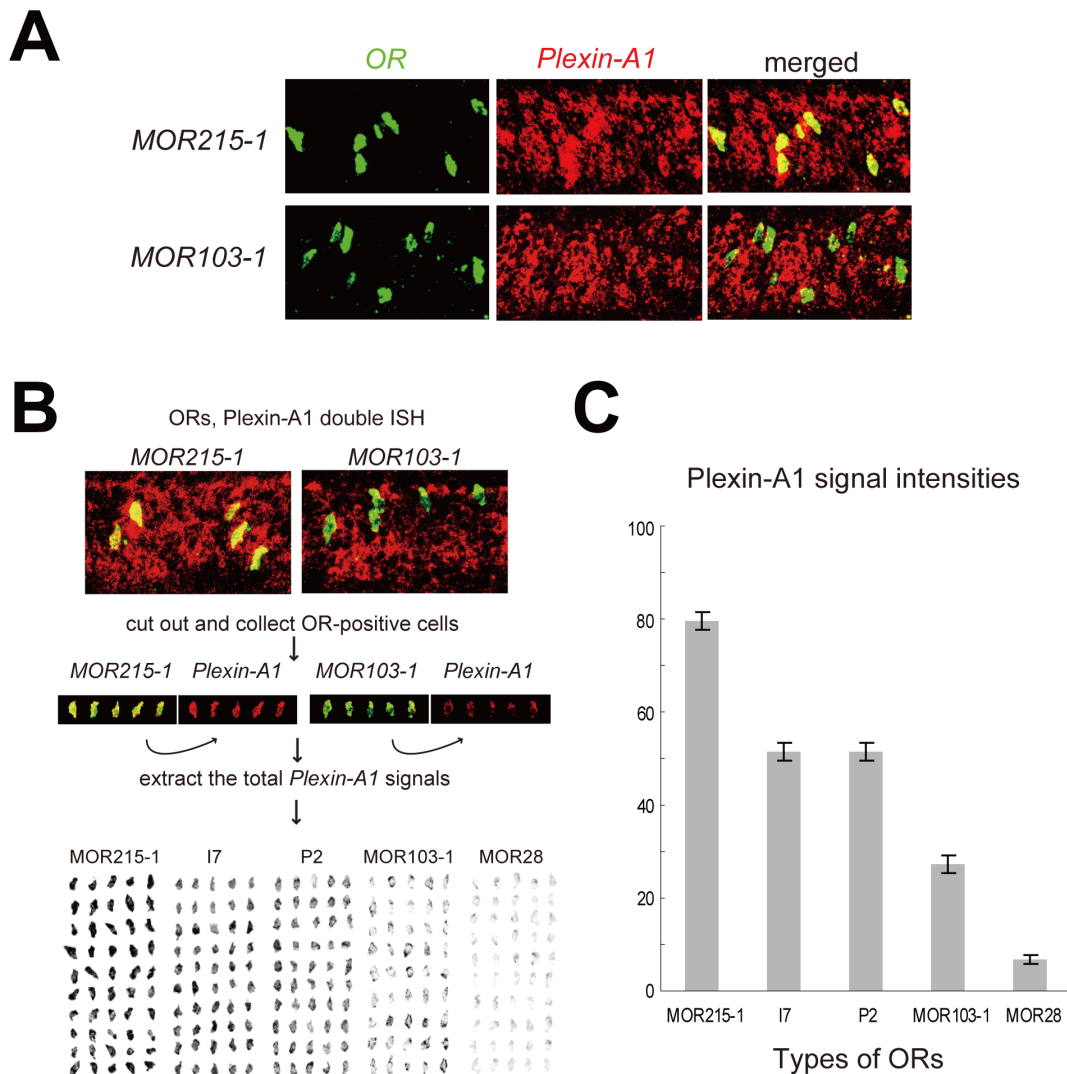 A
OR
Plexin-A1
merged
MOR215-1
MOR103-1
B
ORs, Plexin-A1 double ISH
MOR215-1
MOR103-1
cut out and collect OR-positive cells
MOR215-1
Plexin-A1
MOR103-1
Plexin-A1
extract the total Plexin-A1 signals
MOR215-1
I7
P2
MOR103-1
MOR28
C
Plexin-A1 signal intensities
100
80
60
40
20
0
MOR215-1
I7
P2
MOR103-1
MOR28
Types of ORs